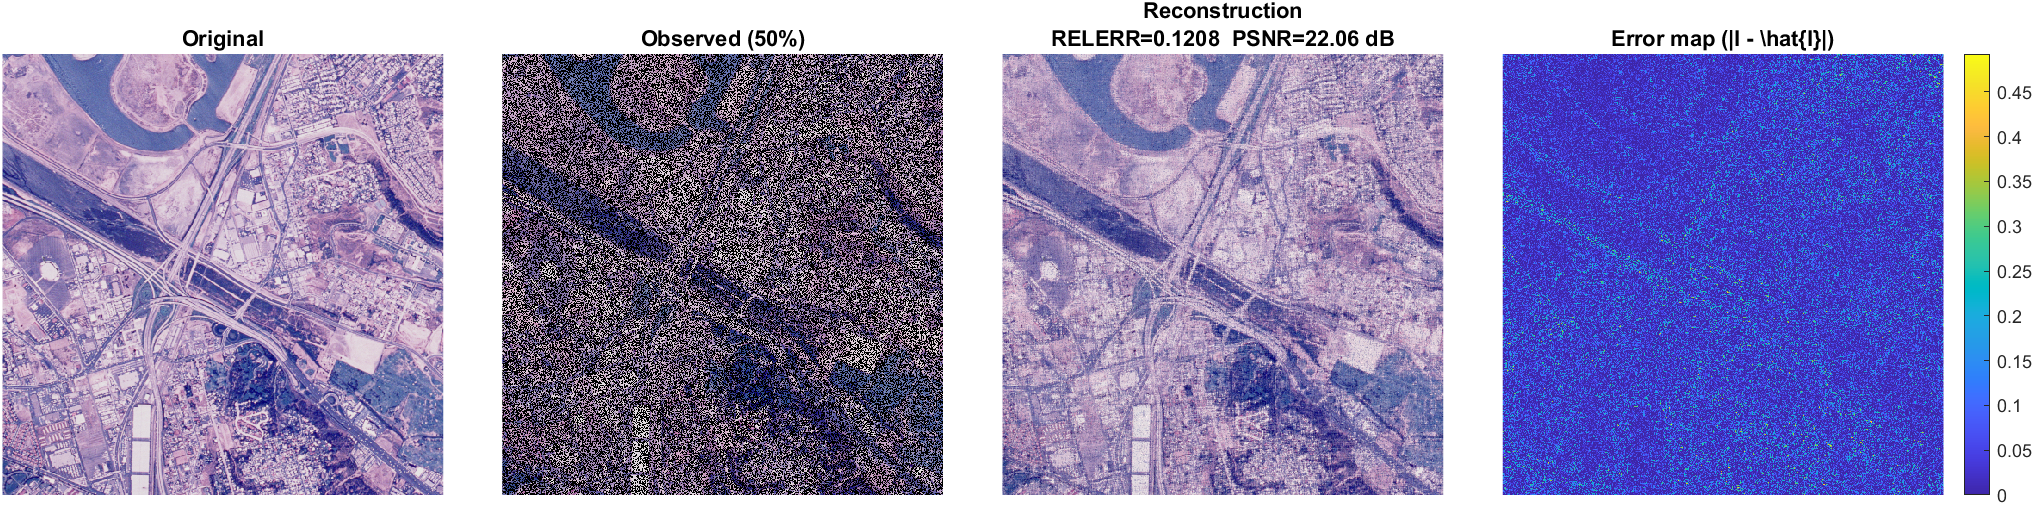 Original
Observed (50%)
Reconstruction
RELERR=0.1208 PSNR=22.06 dB
Error map (|I - \hat{I}|)
0.45
0.4
0.35
0.3
0.25
0.2
0.15
0.1
0.05
0